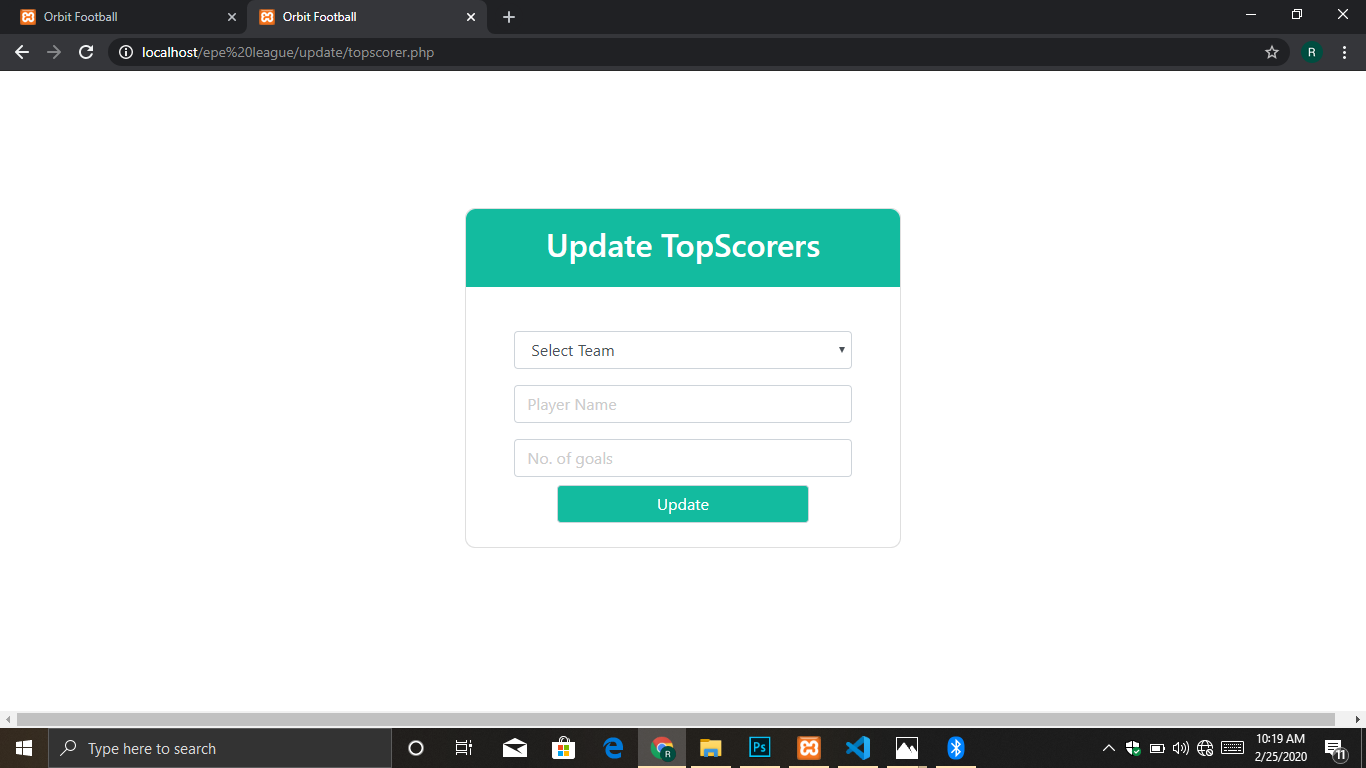 Orbit Football
Orbit Football
localhost/epe%20league/update/topscorer.php
R
Update TopScorers
Select Team
Player Name
No. of goals
Update
Type here to search
R
Ps
10:19 AM
2/25/2020
11